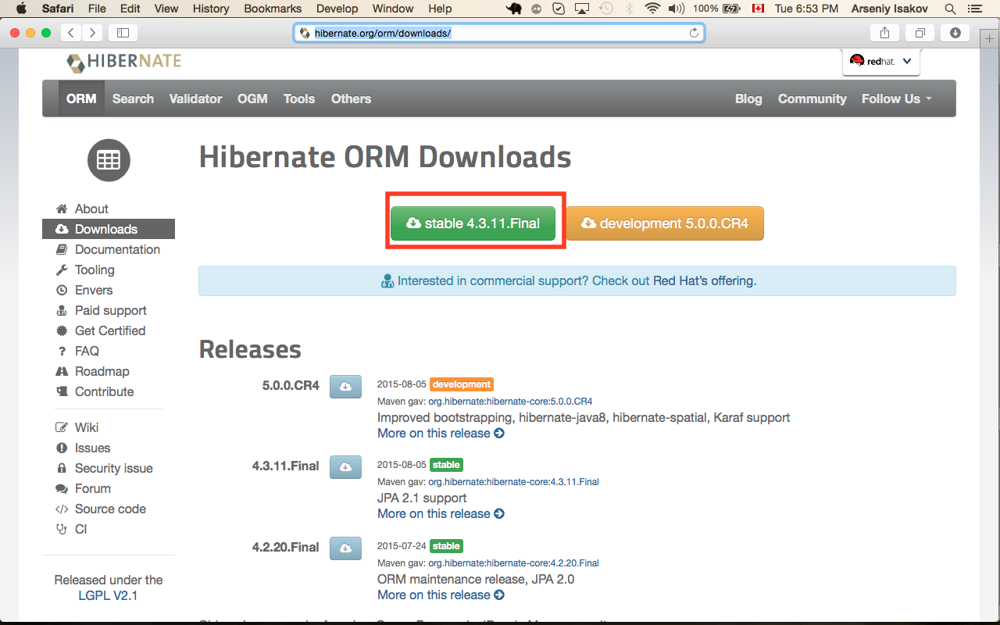 Safari File Edit View History Bookmarks Develop Window Help 100% Tue 6:53 PM Arseniy Isakov
hibernate.org/orm/downloads/
HIBERNATE
redhat.
ORM Search Validator OGM Tools Others Blog Community Follow Us
Hibernate ORM Downloads
stable 4.3.11.Final development 5.0.0.CR4
Interested in commercial support? Check out Red Hat's offering.
About
Downloads
Documentation
Tooling
Envers
Paid support
Get Certified
FAQ
Roadmap
Contribute
Wiki
Issues
Security issue
Forum
Source code
CI
Released under the
LGPL V2.1
Releases
5.0.0.CR4 2015-08-05 development
Maven gav: org.hibernate:hibernate-core:5.0.0.CR4
Improved bootstrapping, hibernate-java8, hibernate-spatial, Karaf support
More on this release
4.3.11.Final 2015-08-05 stable
Maven gav: org.hibernate:hibernate-core:4.3.11.Final
JPA 2.1 support
More on this release
4.2.20.Final 2015-07-24 stable
Maven gav: org.hibernate:hibernate-core:4.2.20.Final
ORM maintenance release, JPA 2.0
More on this release